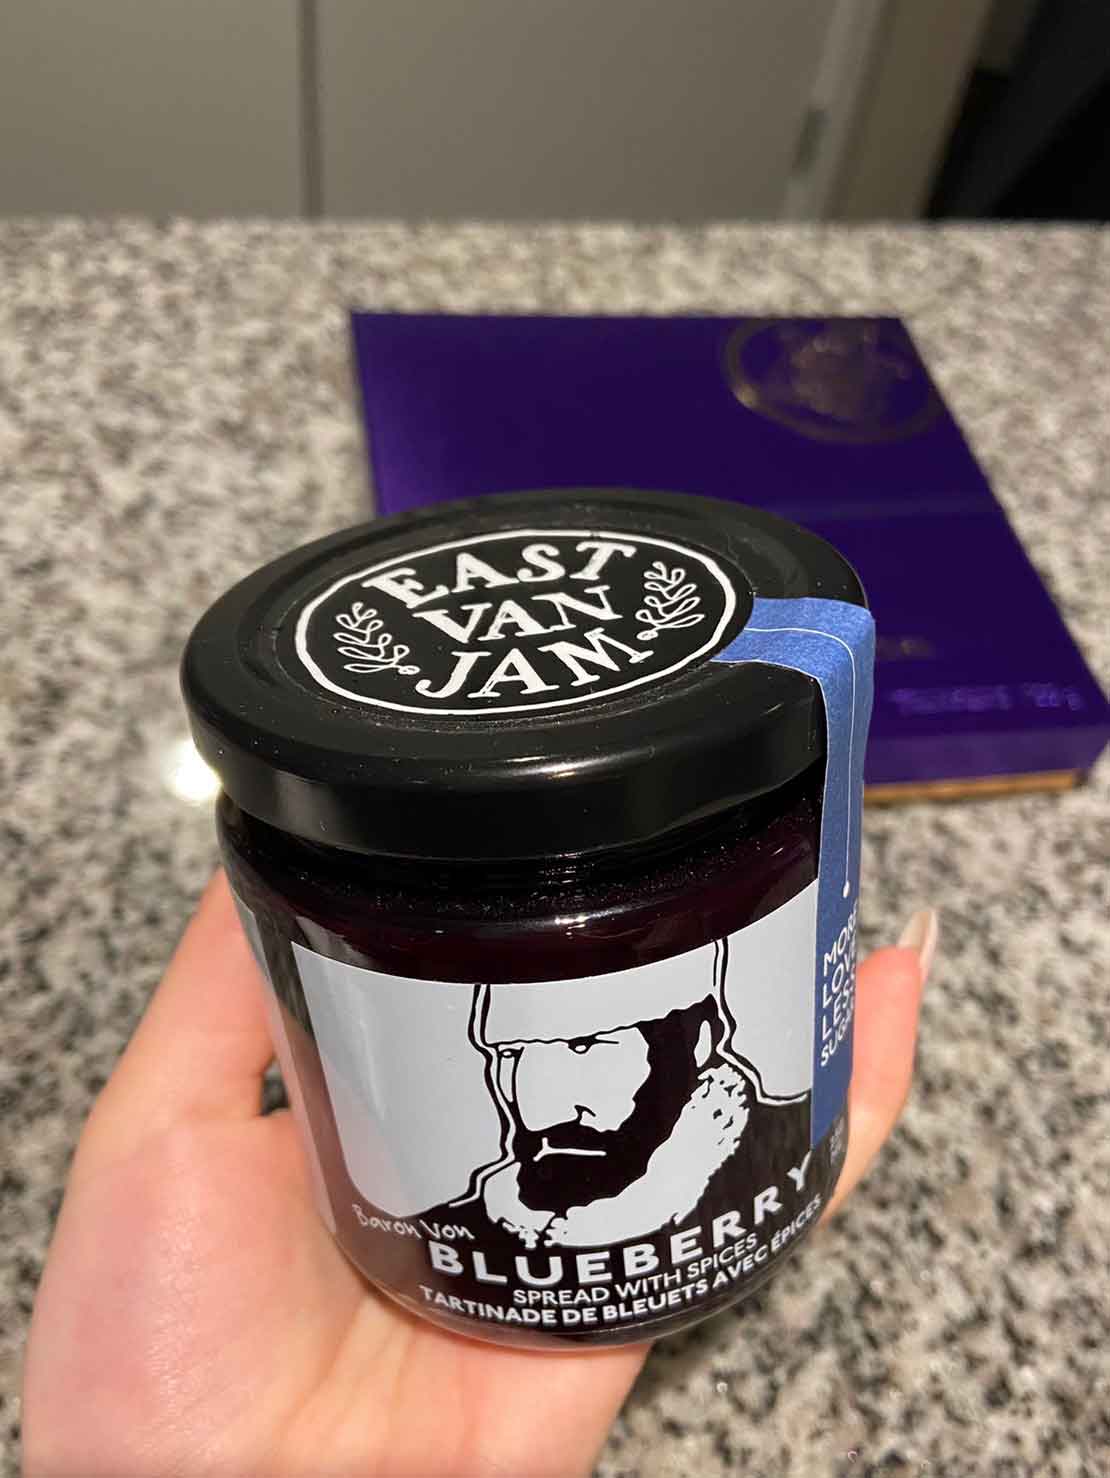 EAST
VAN
JAM
MORE
LOVE
LESS
SUGAR
Baron Von
BLUEBERRY
SPREAD WITH SPICES
TARTINADE DE BLEUETS AVEC ÉPICES